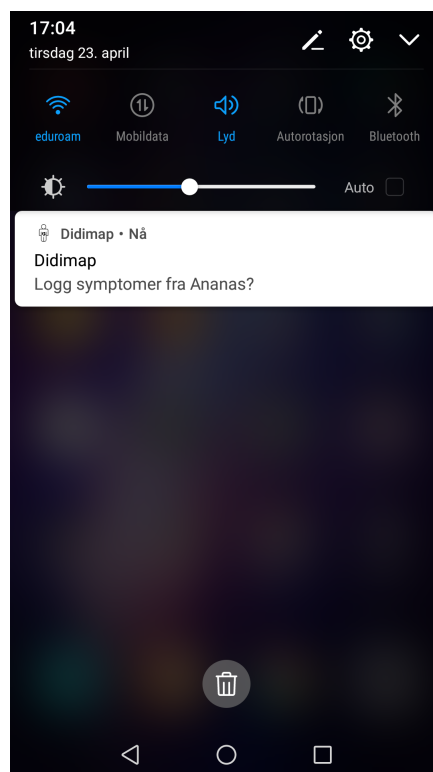 17:04
tirsdag 23. april
eduroam Mobildata Lyd Autorotasjon Bluetooth
Auto
Didimap • Nå
Didimap
Logg symptomer fra Ananas?